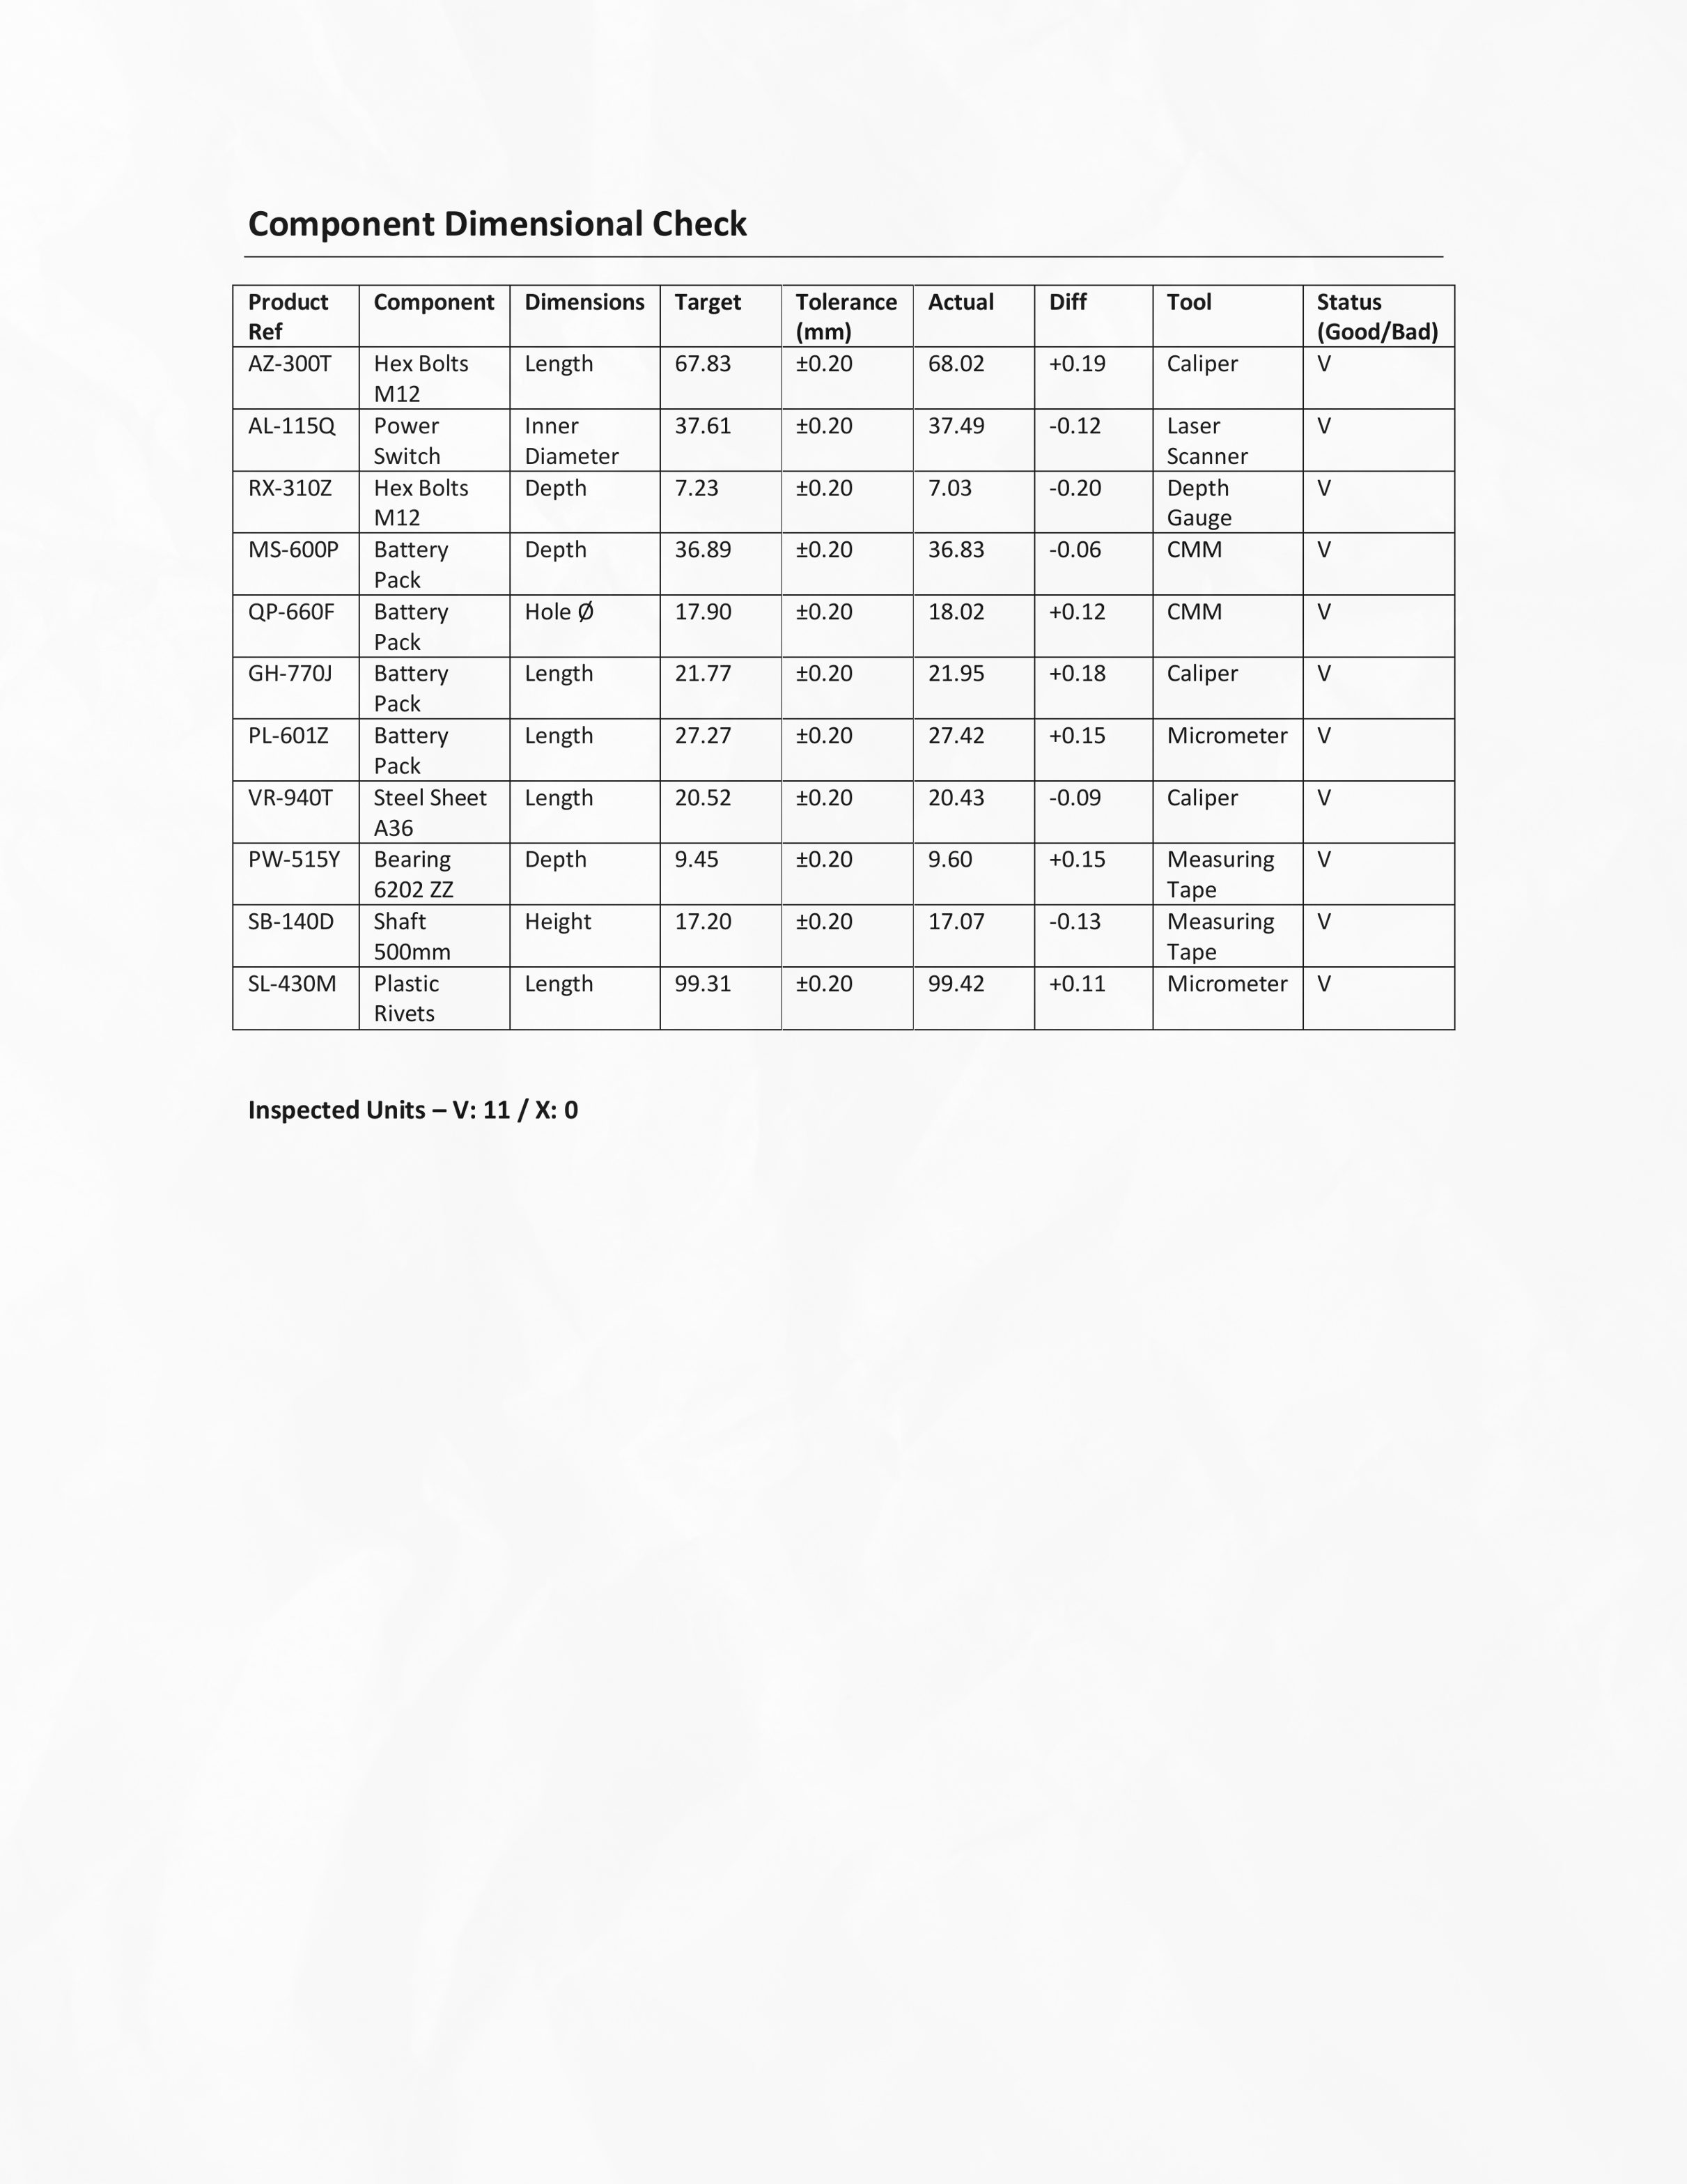 Component Dimensional Check
Product Ref Component Dimensions Target Tolerance (mm) Actual Diff Tool Status (Good/Bad)
AZ-300T Hex Bolts M12 Length 67.83 ±0.20 68.02 +0.19 Caliper V
AL-115Q Power Switch Inner Diameter 37.61 ±0.20 37.49 -0.12 Laser Scanner V
RX-310Z Hex Bolts M12 Depth 7.23 ±0.20 7.03 -0.20 Depth Gauge V
MS-600P Battery Pack Depth 36.89 ±0.20 36.83 -0.06 CMM V
QP-660F Battery Pack Hole Ø 17.90 ±0.20 18.02 +0.12 CMM V
GH-770J Battery Pack Length 21.77 ±0.20 21.95 +0.18 Caliper V
PL-601Z Battery Pack Length 27.27 ±0.20 27.42 +0.15 Micrometer V
VR-940T Steel Sheet A36 Length 20.52 ±0.20 20.43 -0.09 Caliper V
PW-515Y Bearing 6202 ZZ Depth 9.45 ±0.20 9.60 +0.15 Measuring Tape V
SB-140D Shaft 500mm Height 17.20 ±0.20 17.07 -0.13 Measuring Tape V
SL-430M Plastic Rivets Length 99.31 ±0.20 99.42 +0.11 Micrometer V
Inspected Units – V: 11 / X: 0